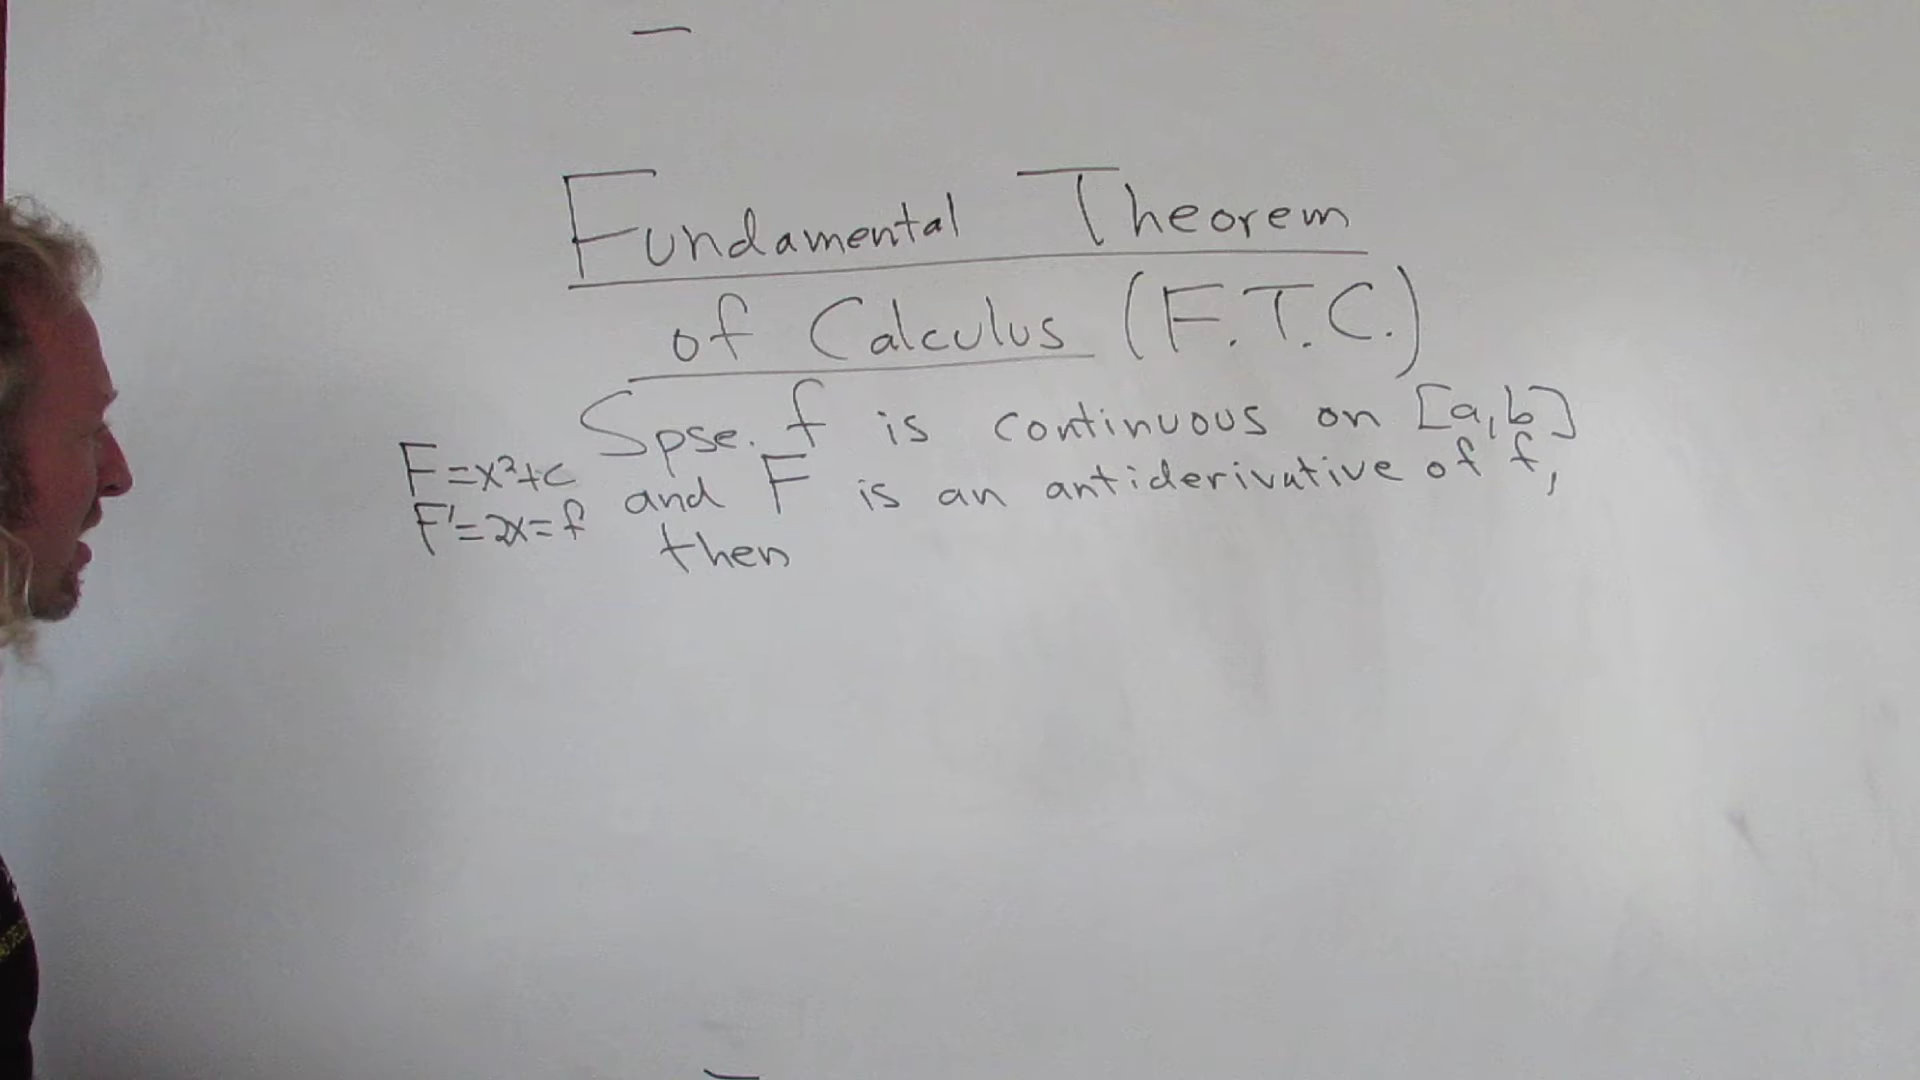 Fundamental Theorem
of Calculus (F.T.C.)
Spse. f is continuous on [a,b]
and F is an antiderivative of f,
then
F=x²+c
F'=2x=f